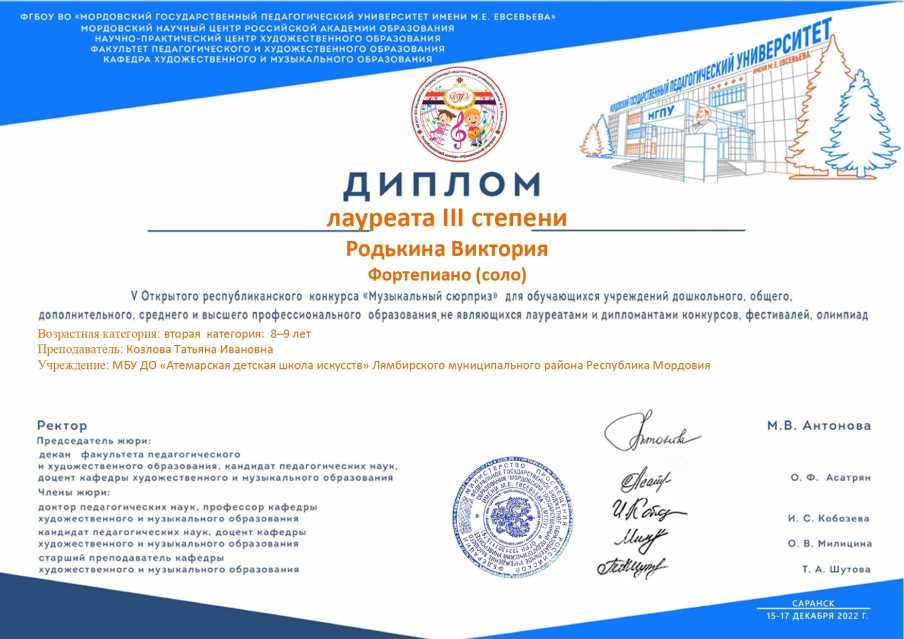 ФГБОУ ВО «МОРДОВСКИЙ ГОСУДАРСТВЕННЫЙ ПЕДАГОГИЧЕСКИЙ УНИВЕРСИТЕТ ИМЕНИ М.Е. ЕВСЕВЬЕВА»
МОРДОВСКИЙ НАУЧНЫЙ ЦЕНТР РОССИЙСКОЙ АКАДЕМИИ ОБРАЗОВАНИЯ
НАУЧНО-ПРАКТИЧЕСКИЙ ЦЕНТР ХУДОЖЕСТВЕННОГО ОБРАЗОВАНИЯ
ФАКУЛЬТЕТ ПЕДАГОГИЧЕСКОГО И ХУДОЖЕСТВЕННОГО ОБРАЗОВАНИЯ
КАФЕДРА ХУДОЖЕСТВЕННОГО И МУЗЫКАЛЬНОГО ОБРАЗОВАНИЯ
МОРДОВСКИЙ ГОСУДАРСТВЕННЫЙ ПЕДАГОГИЧЕСКИЙ УНИВЕРСИТЕТ
ИМЕНИ М.Е. ЕВСЕВЬЕВА
МГПУ
ДИПЛОМ
лауреата III степени
Родькина Виктория
Фортепиано (соло)
V Открытого республиканского конкурса «Музыкальный сюрприз» для обучающихся учреждений дошкольного, общего,
дополнительного, среднего и высшего профессионального образования,не являющихся лауреатами и дипломантами конкурсов, фестивалей, олимпиад
Возрастная категория: вторая категория: 8–9 лет
Преподаватель: Козлова Татьяна Ивановна
Учреждение: МБУ ДО «Атемарская детская школа искусств» Лямбирского муниципального района Республика Мордовия
Ректор М.В. Антонова
Председатель жюри:
декан факультета педагогического
и художественного образования, кандидат педагогических наук,
доцент кафедры художественного и музыкального образования О. Ф. Асатрян
Члены жюри:
доктор педагогических наук, профессор кафедры
художественного и музыкального образования И. С. Кобозева
кандидат педагогических наук, доцент кафедры
художественного и музыкального образования О. В. Милицина
старший преподаватель кафедры
художественного и музыкального образования Т. А. Шутова
САРАНСК
15-17 ДЕКАБРЯ 2022 Г.